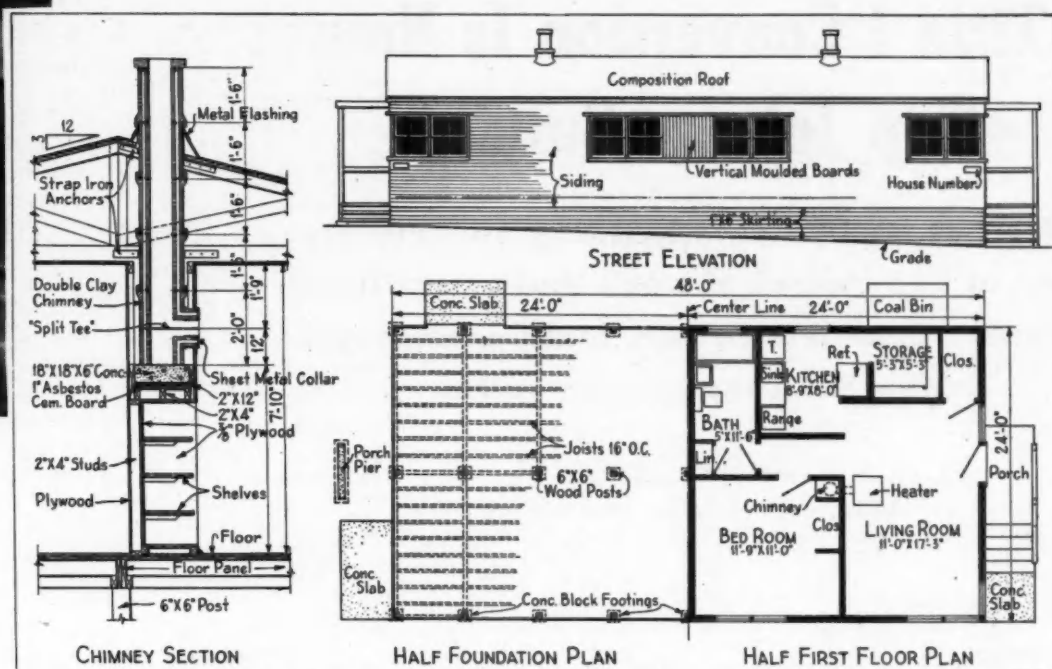 12
3
Metal Flashing
Strap Iron
Anchors
1'-6"
1'-6"
1'-6"
1'-9"
2'-0"
12"
7'-10"
Double Clay
Chimney
"Split Tee"
18"X18"X6" Conc.
1" Asbestos
Cem. Board
Sheet Metal Collar
2"X12"
2"X4"
Plywood
2"X4" Studs
Plywood
Shelves
Floor
Floor Panel
6"X6" Post
CHIMNEY SECTION
Composition Roof
Siding
Vertical Moulded Boards
House Number
1"X6" Skirting
Grade
STREET ELEVATION
48'-0"
Conc. Slab
24'-0"
Center Line
24'-0"
Coal Bin
Joists 16" O.C.
Porch
Pier
6"X6"
Wood Posts
Conc.
Slab
Conc. Block Footings
HALF FOUNDATION PLAN
T.
Sink
KITCHEN
8'-9"X8'-0"
Ref.
STORAGE
5'-3"X5'-3"
Clos.
Range
BATH
5'X11'-6"
Lin.
Chimney
Heater
Clos.
BED ROOM
11'-9"X11'-0"
LIVING ROOM
11'-0"X17'-3"
24'-0"
Porch
Conc.
Slab
HALF FIRST FLOOR PLAN